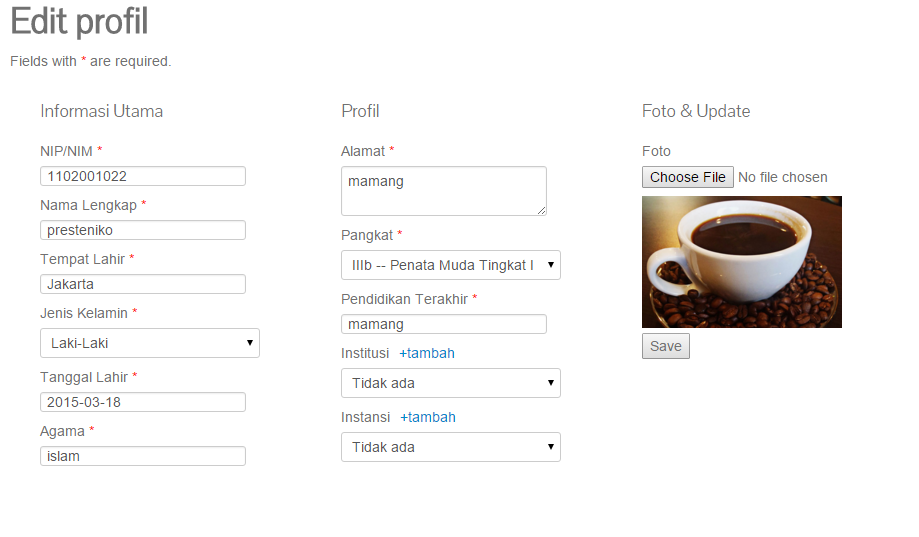 Edit profil
Fields with * are required.
Informasi Utama
NIP/NIM *
1102001022
Nama Lengkap *
presteniko
Tempat Lahir *
Jakarta
Jenis Kelamin *
Laki-Laki
Tanggal Lahir *
2015-03-18
Agama *
islam
Profil
Alamat *
mamang
Pangkat *
IIIb -- Penata Muda Tingkat I
Pendidikan Terakhir *
mamang
Institusi +tambah
Tidak ada
Instansi +tambah
Tidak ada
Foto & Update
Foto
Choose File No file chosen
Save